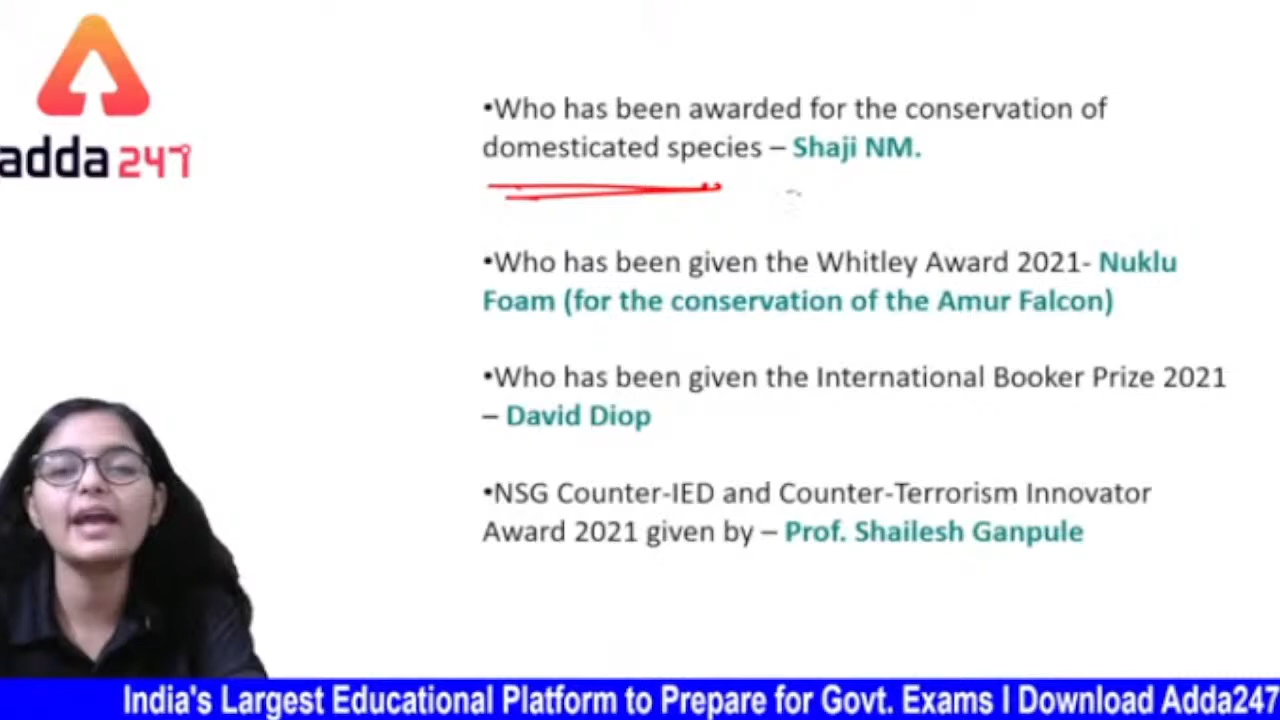 adda 247
•Who has been awarded for the conservation of
domesticated species – Shaji NM.
•Who has been given the Whitley Award 2021- Nuklu
Foam (for the conservation of the Amur Falcon)
•Who has been given the International Booker Prize 2021
– David Diop
•NSG Counter-IED and Counter-Terrorism Innovator
Award 2021 given by – Prof. Shailesh Ganpule
India's Largest Educational Platform to Prepare for Govt. Exams I Download Adda247